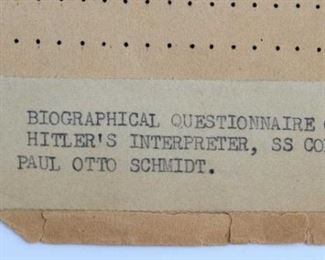 BIOGRAPHICAL QUESTIONNAIRE
HITLER'S INTERPRETER, SS
PAUL OTTO SCHMIDT.